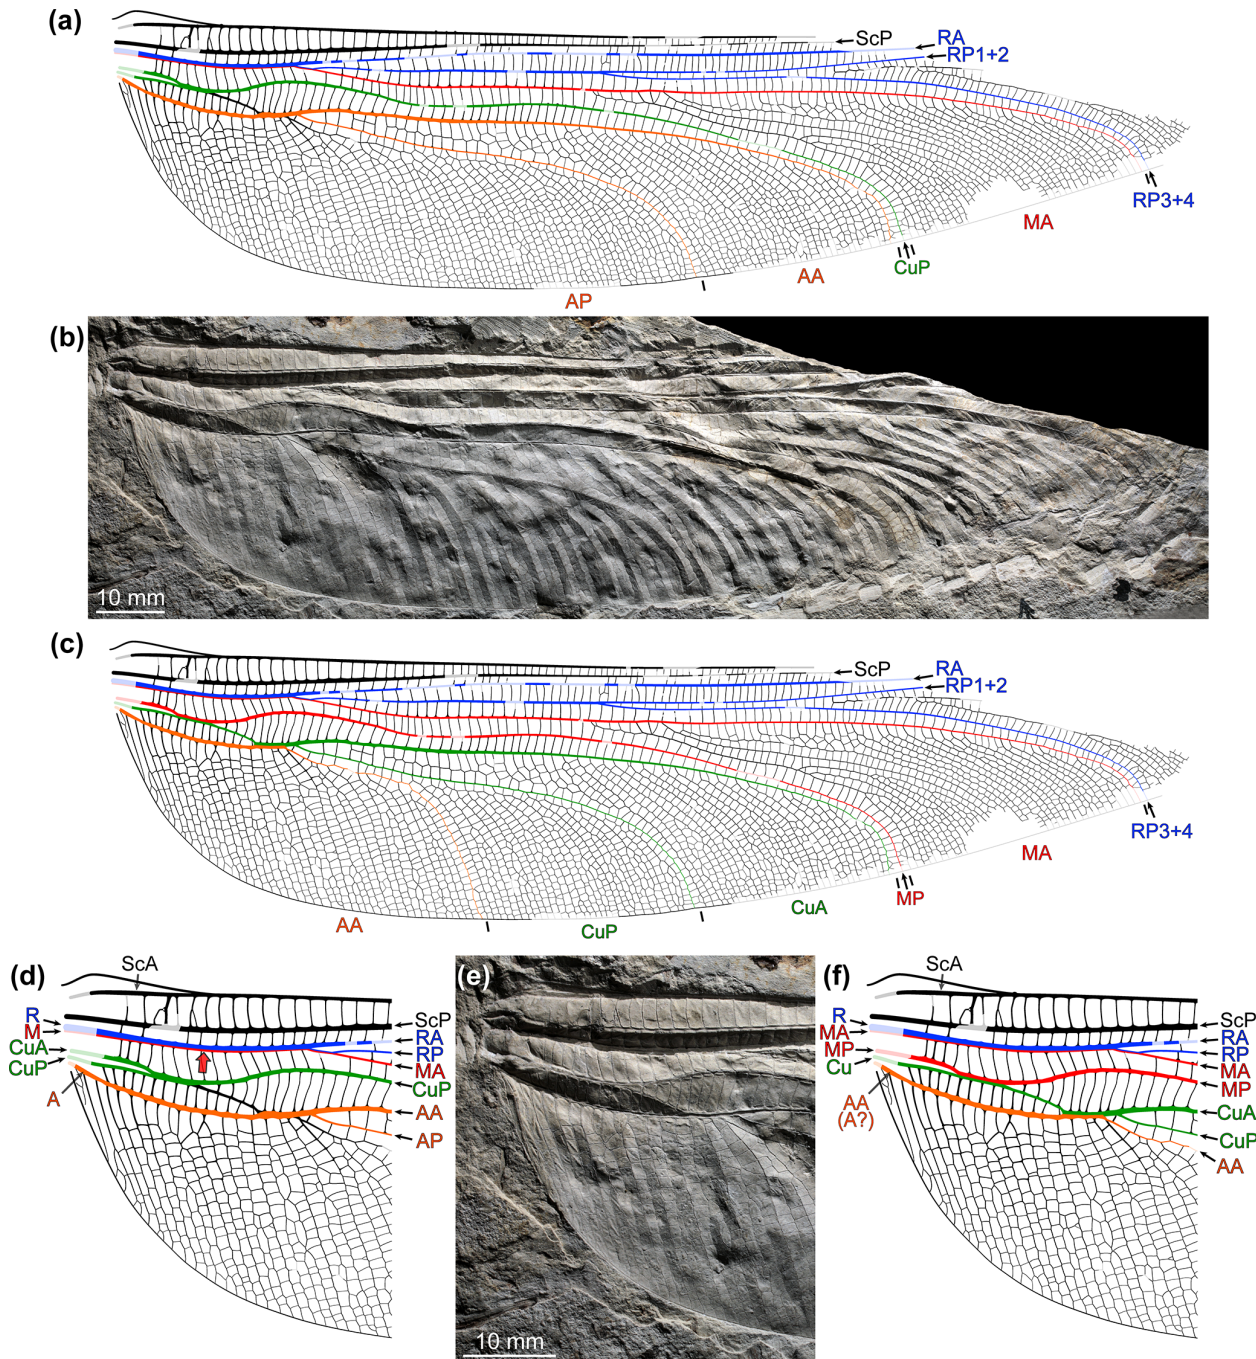 (a)
ScP
RA
RP1+2
RP3+4
MA
CuP
AA
AP
(b)
10 mm
(c)
ScP
RA
RP1+2
RP3+4
MA
MP
CuA
CuP
AA
(d)
ScA
R
M
CuA
CuP
A
ScP
RA
RP
MA
CuP
AA
AP
(e)
10 mm
(f)
ScA
R
MA
MP
Cu
AA
(A?)
ScP
RA
RP
MA
MP
CuA
CuP
AA